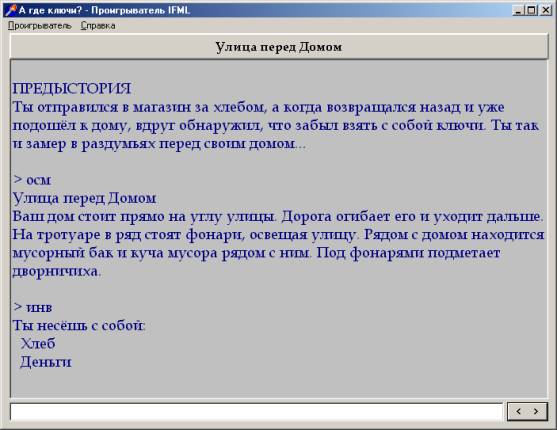 А где ключи? - Проигрыватель IFML
Проигрыватель Справка
Улица перед Домом
ПРЕДЫСТОРИЯ
Ты отправился в магазин за хлебом, а когда возвращался назад и уже
подошёл к дому, вдруг обнаружил, что забыл взять с собой ключи. Ты так
и замер в раздумьях перед своим домом...
> осм
Улица перед Домом
Ваш дом стоит прямо на углу улицы. Дорога огибает его и уходит дальше.
На тротуаре в ряд стоят фонари, освещая улицу. Рядом с домом находится
мусорный бак и куча мусора рядом с ним. Под фонарями подметает
дворничиха.
> инв
Ты несёшь с собой:
Хлеб
Деньги
< >